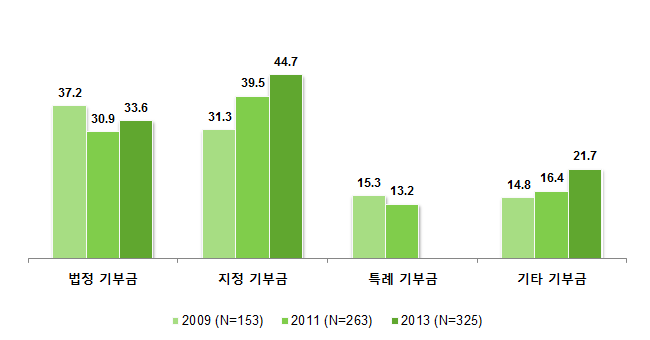 37.2
30.9
33.6
31.3
39.5
44.7
15.3
13.2
14.8
16.4
21.7
법정 기부금
지정 기부금
특례 기부금
기타 기부금
2009 (N=153) 2011 (N=263) 2013 (N=325)